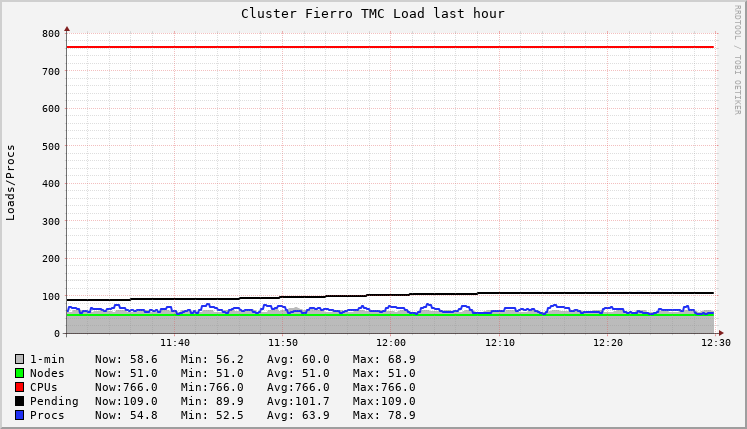 Cluster Fierro TMC Load last hour
RRDTOOL / TOBI OETIKER
Loads/Procs
800
700
600
500
400
300
200
100
0
11:40 11:50 12:00 12:10 12:20 12:30
1-min Now: 58.6 Min: 56.2 Avg: 60.0 Max: 68.9
Nodes Now: 51.0 Min: 51.0 Avg: 51.0 Max: 51.0
CPUs Now:766.0 Min:766.0 Avg:766.0 Max:766.0
Pending Now:109.0 Min: 89.9 Avg:101.7 Max:109.0
Procs Now: 54.8 Min: 52.5 Avg: 63.9 Max: 78.9